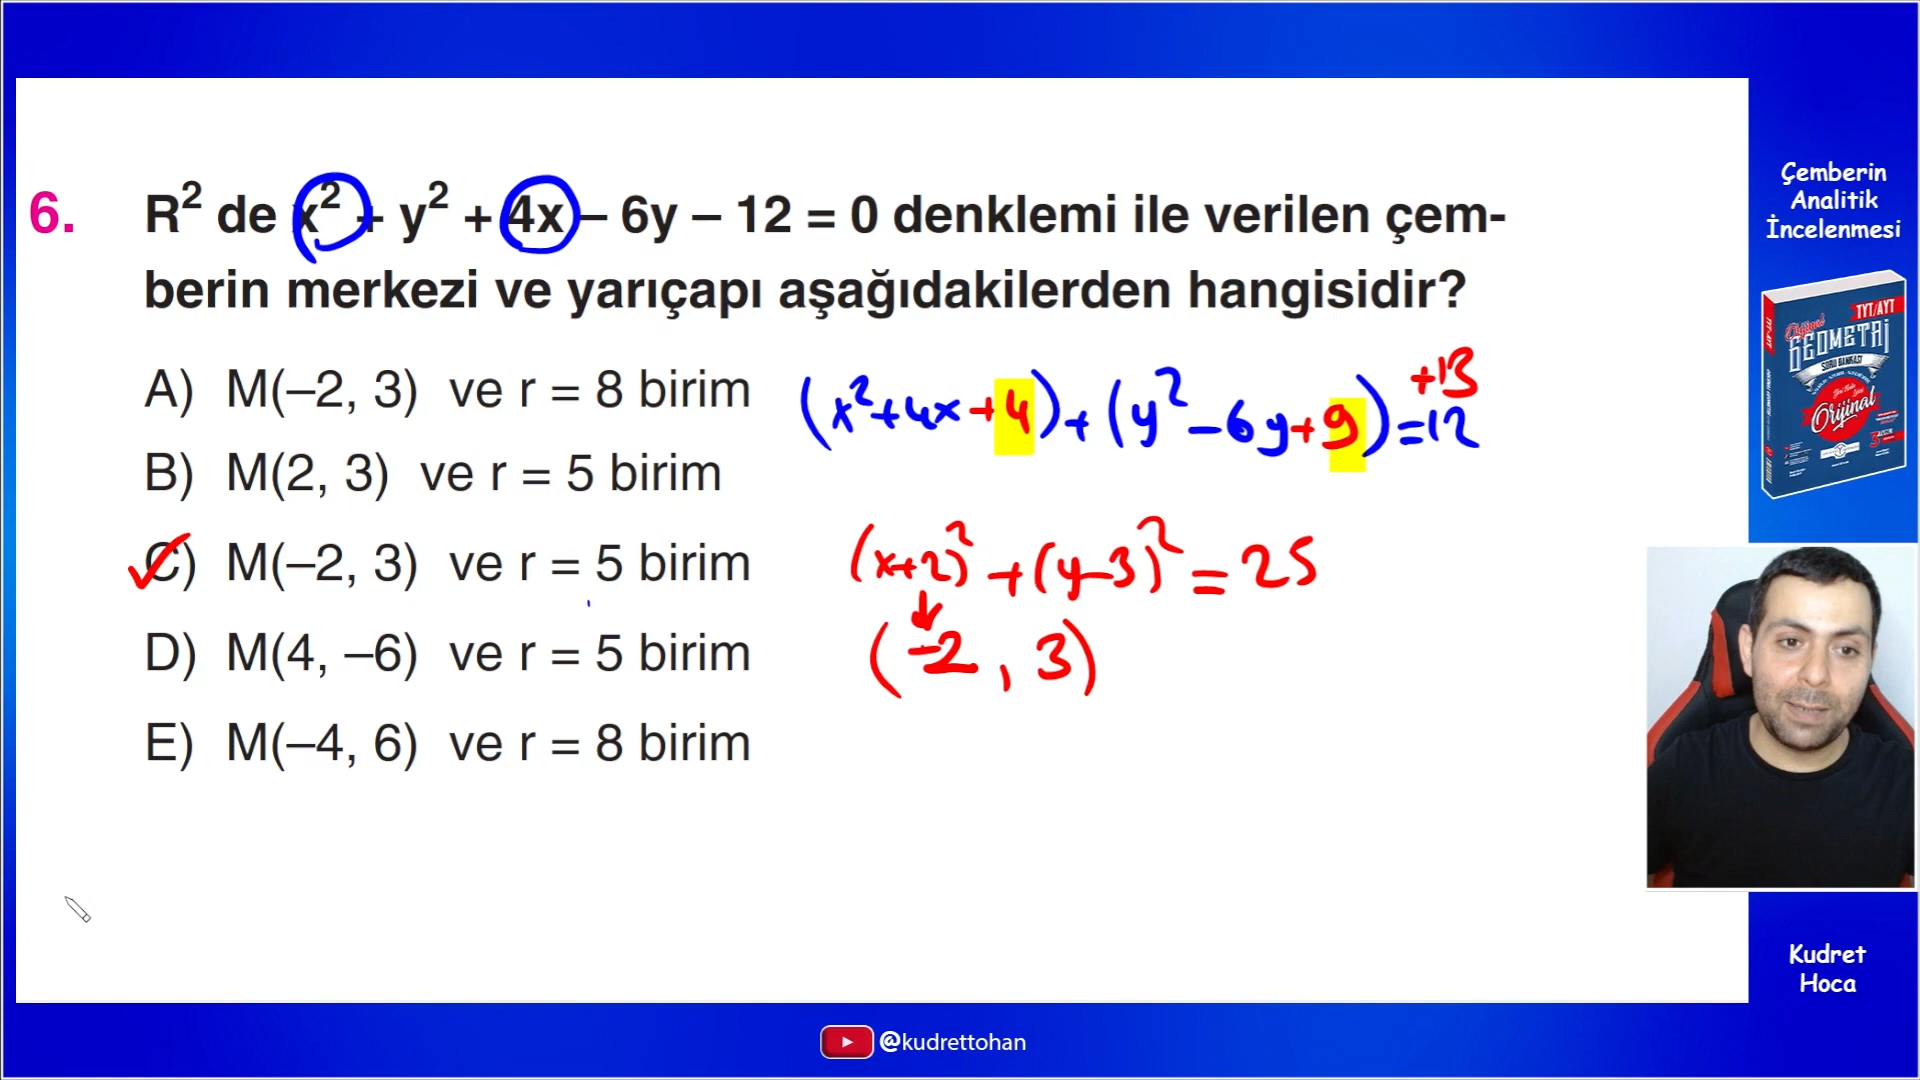 6. R² de x² + y² + 4x – 6y – 12 = 0 denklemi ile verilen çem-
berin merkezi ve yarıçapı aşağıdakilerden hangisidir?
A) M(–2, 3) ve r = 8 birim
B) M(2, 3) ve r = 5 birim
C) M(–2, 3) ve r = 5 birim
D) M(4, –6) ve r = 5 birim
E) M(–4, 6) ve r = 8 birim
+13
(x²+4x+4)+(y²-6y+9)=12
(x+2)²+(y-3)²=25
(-2, 3)
Çemberin
Analitik
İncelenmesi
TYT/AYT
GEOMETRİ
SORU BANKASI
Orijinal
Kudret
Hoca
@kudrettohan